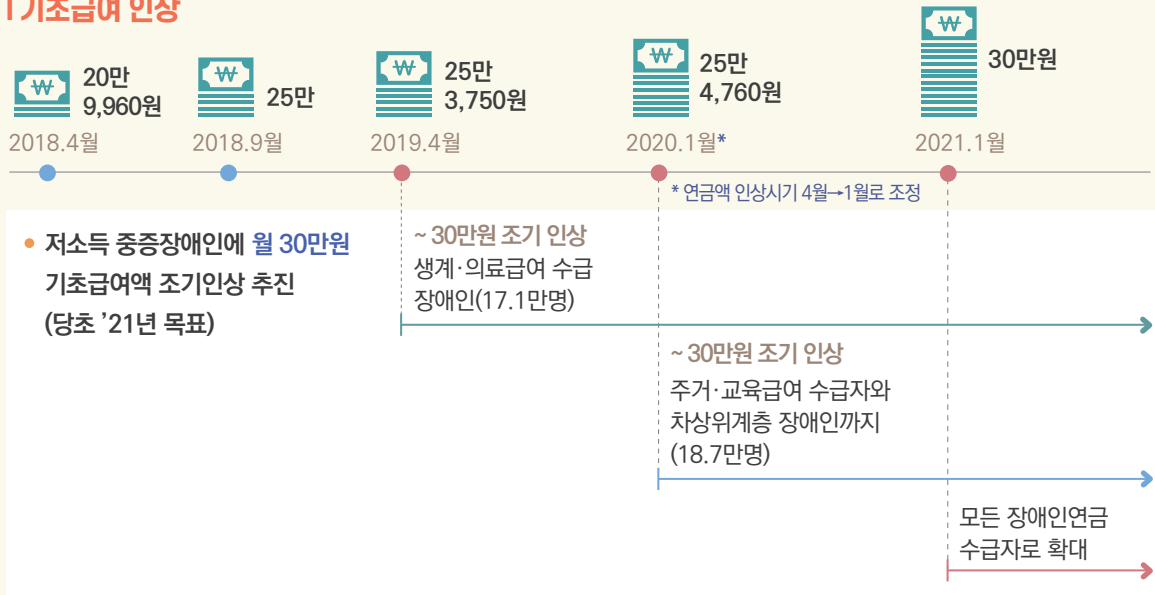 기초급여 인상
20만
9,960원
25만
25만
3,750원
25만
4,760원
30만원
2018.4월
2018.9월
2019.4월
2020.1월*
2021.1월
* 연금액 인상시기 4월→1월로 조정
• 저소득 중증장애인에 월 30만원
기초급여액 조기인상 추진
(당초 ’21년 목표)
~ 30만원 조기 인상
생계·의료급여 수급
장애인(17.1만명)
~ 30만원 조기 인상
주거·교육급여 수급자와
차상위계층 장애인까지
(18.7만명)
모든 장애인연금
수급자로 확대